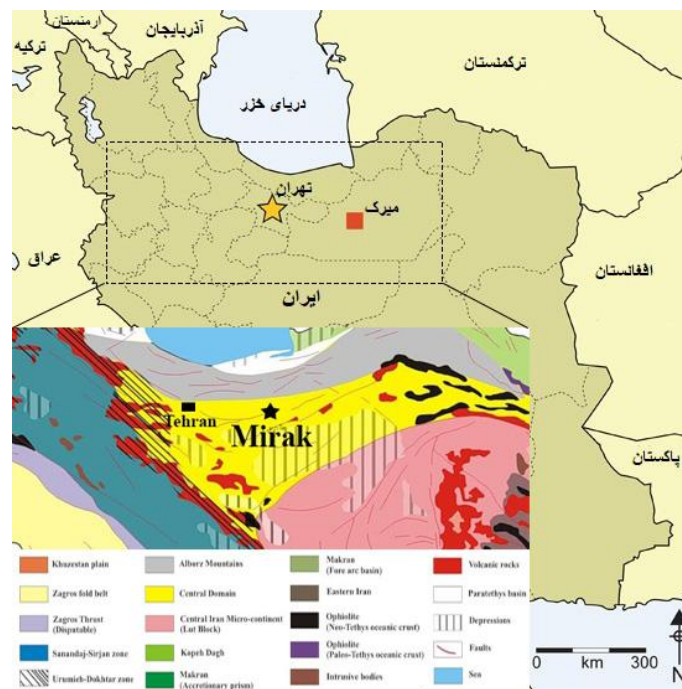 ارمنستان
آذربایجان
ترکیه
ترکمنستان
دریای خزر
تهران
میرک
عراق
افغانستان
ایران
پاکستان
Tehran
Mirak
Khuzestan plain
Zagros fold belt
Zagros Thrust
(Disputable)
Sanandaj-Sirjan zone
Urumieh-Dokhtar zone
Alborz Mountains
Central Domain
Central Iran Micro-continent
(Lut Block)
Kopeh Dagh
Makran
(Accretionary prism)
Makran
(Fore arc basin)
Eastern Iran
Ophiolite
(Neo-Tethys oceanic crust)
Ophiolite
(Paleo-Tethys oceanic crust)
Intrusive bodies
Volcanic rocks
Paratethys basin
Depressions
Faults
Sea
0 km 300
N